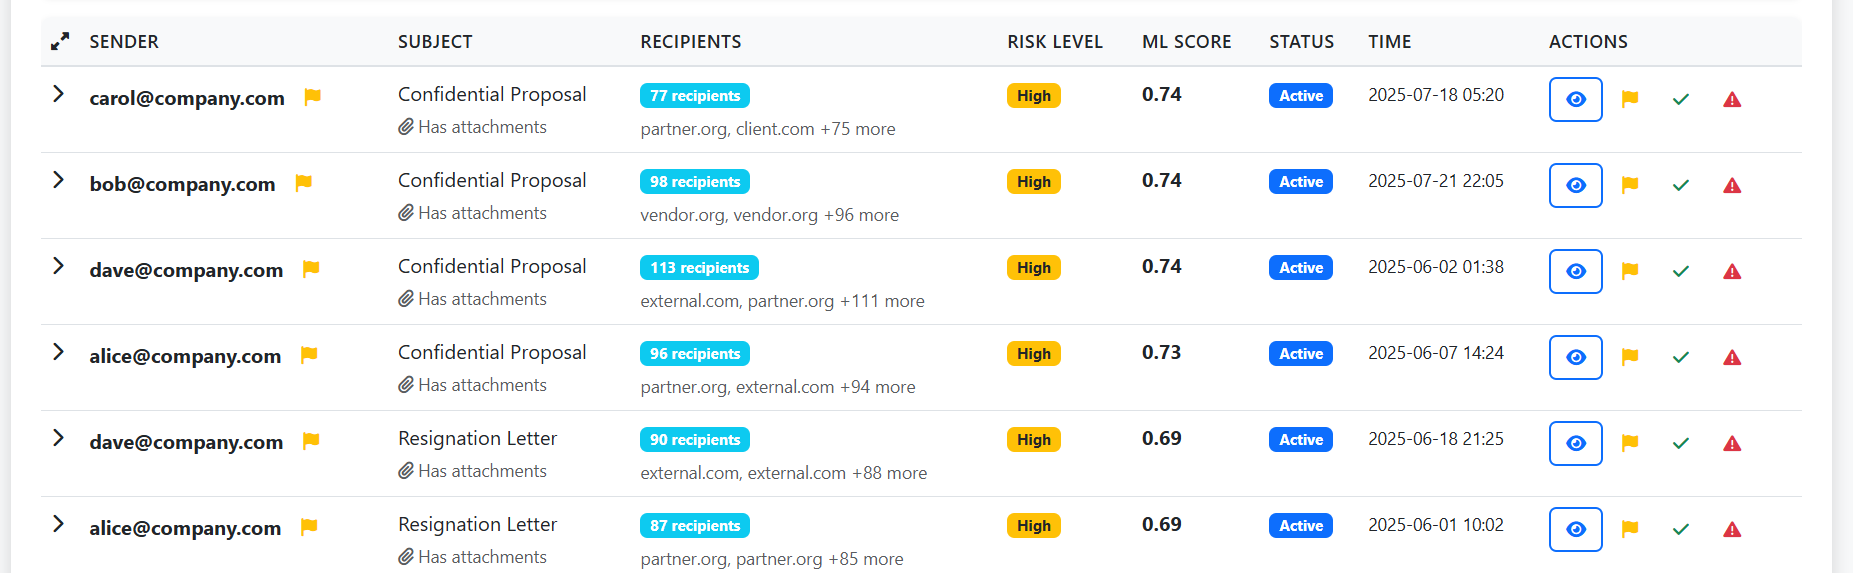 SENDER SUBJECT RECIPIENTS RISK LEVEL ML SCORE STATUS TIME ACTIONS
carol@company.com Confidential Proposal 77 recipients High 0.74 Active 2025-07-18 05:20
Has attachments partner.org, client.com +75 more
bob@company.com Confidential Proposal 98 recipients High 0.74 Active 2025-07-21 22:05
Has attachments vendor.org, vendor.org +96 more
dave@company.com Confidential Proposal 113 recipients High 0.74 Active 2025-06-02 01:38
Has attachments external.com, partner.org +111 more
alice@company.com Confidential Proposal 96 recipients High 0.73 Active 2025-06-07 14:24
Has attachments partner.org, external.com +94 more
dave@company.com Resignation Letter 90 recipients High 0.69 Active 2025-06-18 21:25
Has attachments external.com, external.com +88 more
alice@company.com Resignation Letter 87 recipients High 0.69 Active 2025-06-01 10:02
Has attachments partner.org, partner.org +85 more